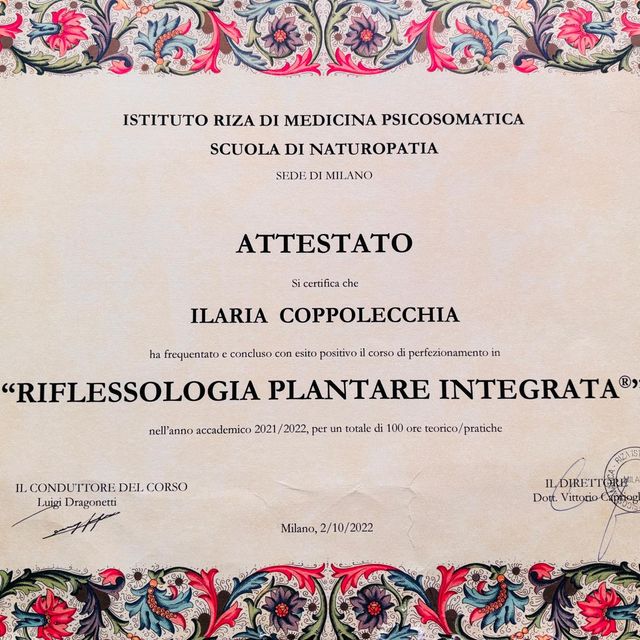 ISTITUTO RIZA DI MEDICINA PSICOSOMATICA
SCUOLA DI NATUROPATIA
SEDE DI MILANO
ATTESTATO
Si certifica che
ILARIA COPPOLECCHIA
ha frequentato e concluso con esito positivo il corso di perfezionamento in
“RIFLESSOLOGIA PLANTARE INTEGRATA®”
nell'anno accademico 2021/2022, per un totale di 100 ore teorico/pratiche
IL CONDUTTORE DEL CORSO
Luigi Dragonetti
IL DIRETTORE
Dott. Vittorio
Milano, 2/10/2022